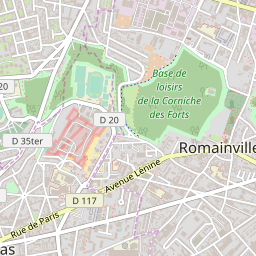 Base de
loisirs
de la Corniche
des Forts
20
D 20
D 35ter
Romainville
Avenue Lénine
D 117
Rue de Paris
as